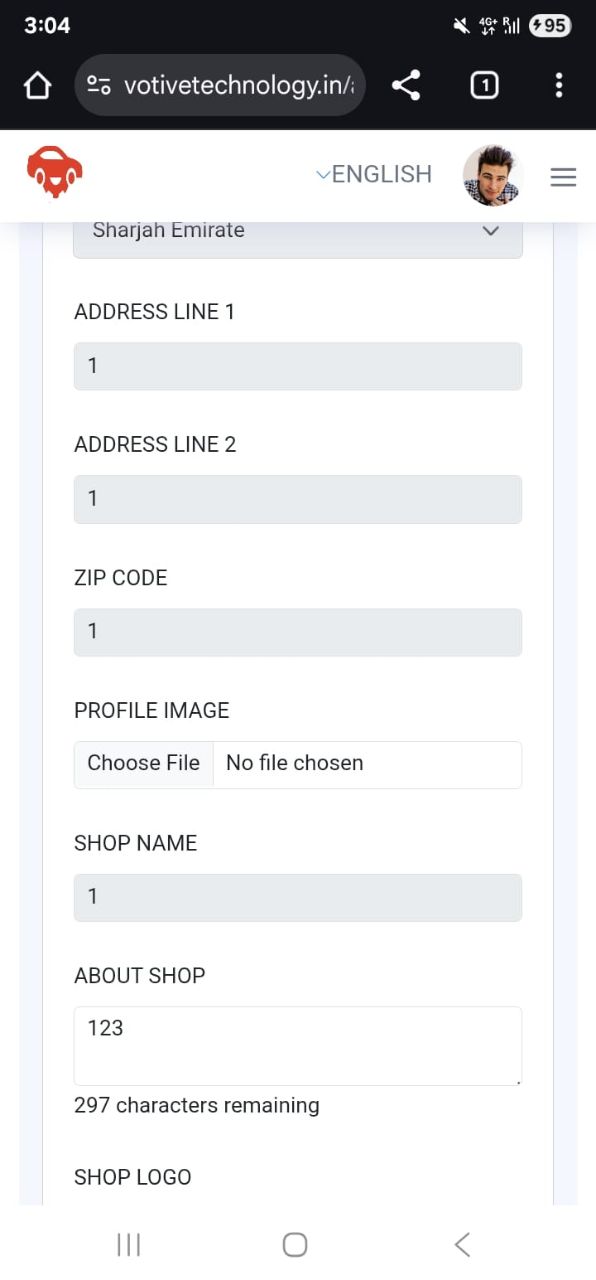 3:04
4G+ R 95
votivetechnology.in/
1
ENGLISH
Sharjah Emirate
ADDRESS LINE 1
1
ADDRESS LINE 2
1
ZIP CODE
1
PROFILE IMAGE
Choose File No file chosen
SHOP NAME
1
ABOUT SHOP
123
297 characters remaining
SHOP LOGO